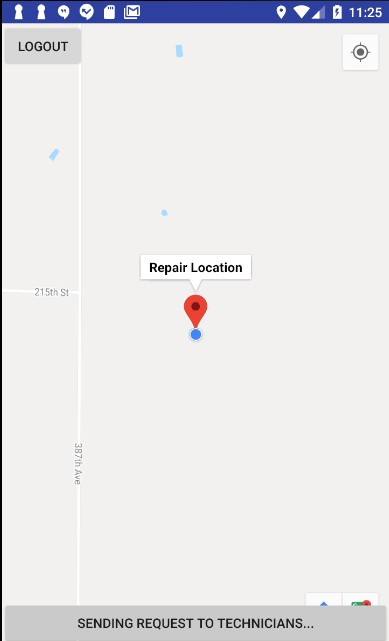 11:25
LOGOUT
Repair Location
215th St
387th Ave
SENDING REQUEST TO TECHNICIANS...